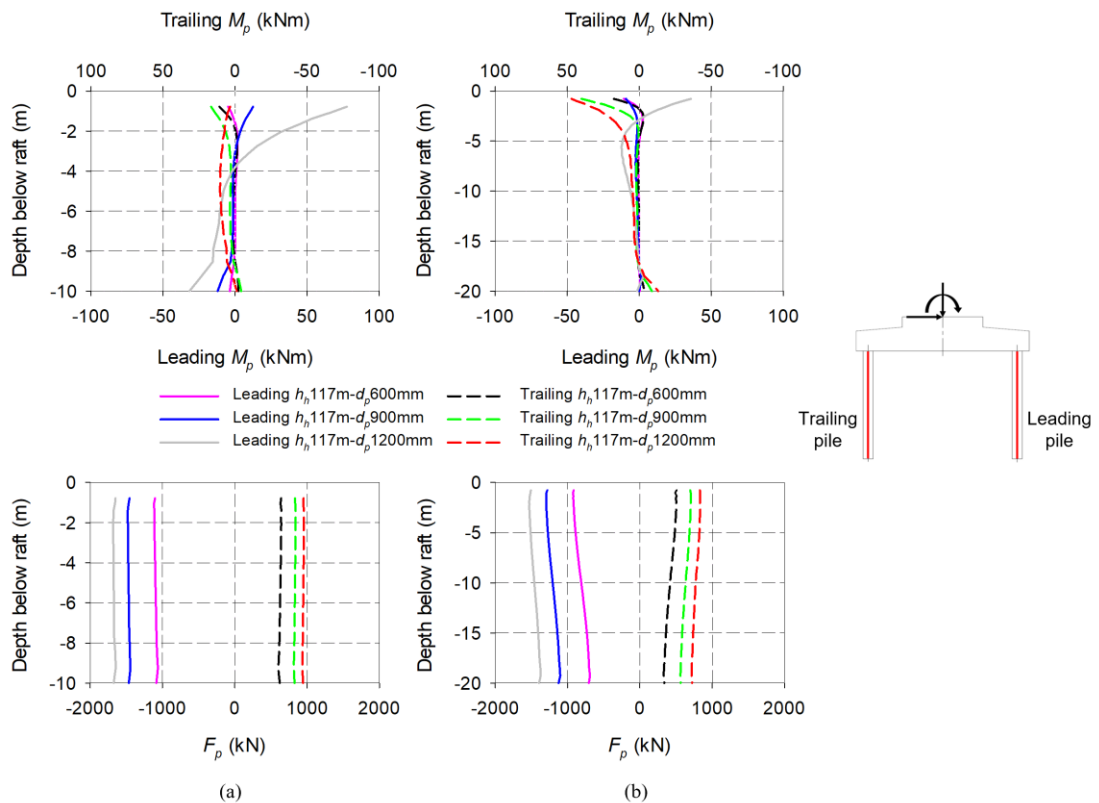 Trailing M_p (kNm)
Trailing M_p (kNm)
100 50 0 -50 -100
100 50 0 -50 -100
Depth below raft (m)
0
-2
-4
-6
-8
-10
-100 -50 0 50 100
Leading M_p (kNm)
Depth below raft (m)
0
-5
-10
-15
-20
-100 -50 0 50 100
Leading M_p (kNm)
Trailing
pile
Leading
pile
Leading h_h117m-d_p600mm
Trailing h_h117m-d_p600mm
Leading h_h117m-d_p900mm
Trailing h_h117m-d_p900mm
Leading h_h117m-d_p1200mm
Trailing h_h117m-d_p1200mm
Depth below raft (m)
0
-2
-4
-6
-8
-10
-2000 -1000 0 1000 2000
F_p (kN)
(a)
Depth below raft (m)
0
-5
-10
-15
-20
-2000 -1000 0 1000 2000
F_p (kN)
(b)